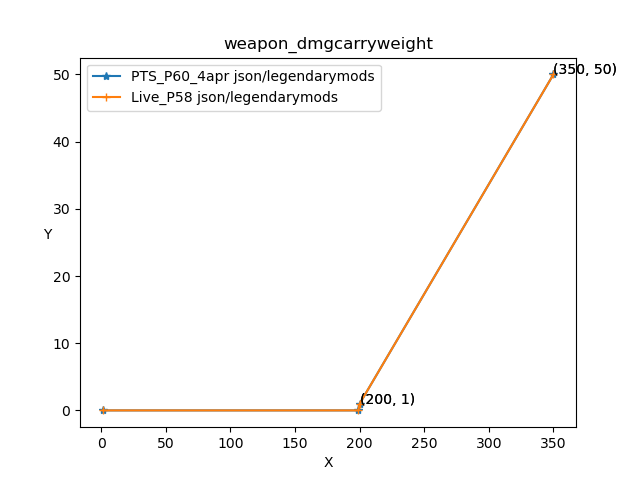 weapon_dmgcarryweight
PTS_P60_4apr json/legendarymods
Live_P58 json/legendarymods
(350, 50)
(200, 1)
50
40
30
20
10
0
Y
0 50 100 150 200 250 300 350
X